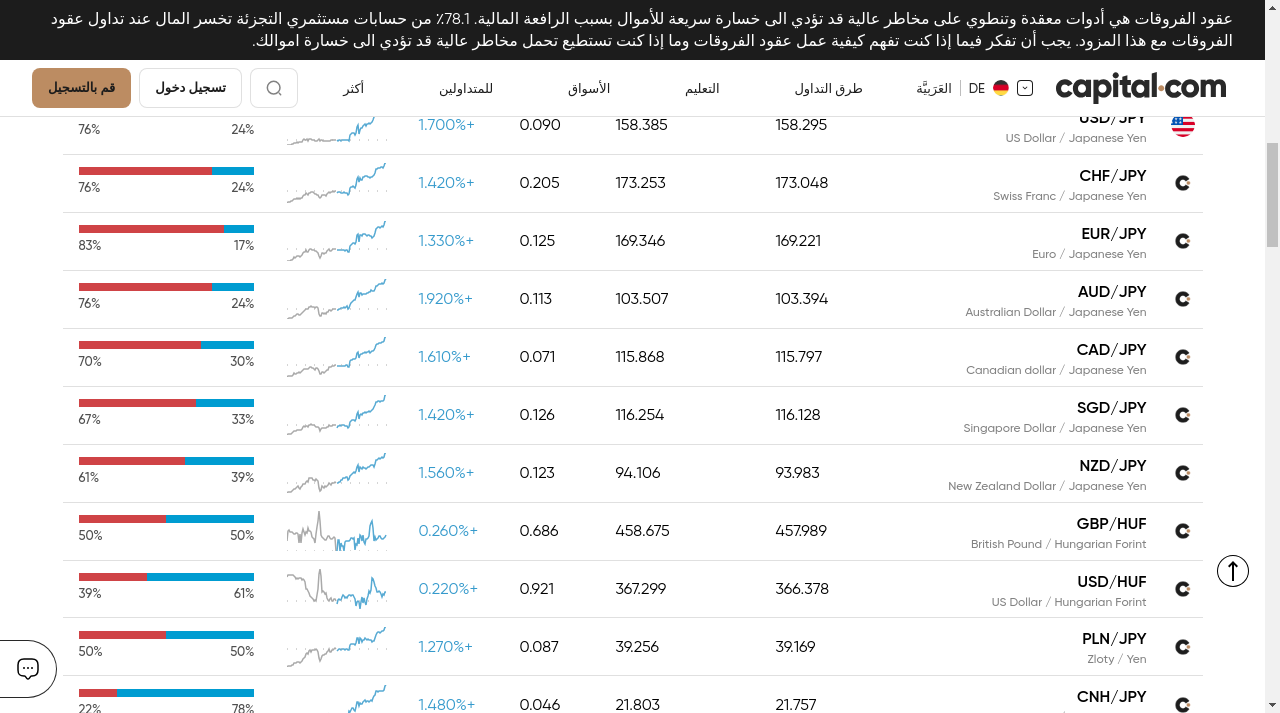 عقود الفروقات هي أدوات معقدة وتنطوي على مخاطر عالية قد تؤدي الى خسارة سريعة للأموال بسبب الرافعة المالية. 78.1٪ من حسابات مستثمري التجزئة تخسر المال عند تداول عقود
الفروقات مع هذا المزود. يجب أن تفكر فيما إذا كنت تفهم كيفية عمل عقود الفروقات وما إذا كنت تستطيع تحمل مخاطر عالية قد تؤدي الى خسارة اموالك.
capital.com
DE
العَرَبيَّة
طرق التداول
التعليم
الأسواق
للمتداولين
أكثر
تسجيل دخول
قم بالتسجيل
USD/JPY
US Dollar / Japanese Yen
158.295
158.385
0.090
1.700%+
24%
76%
CHF/JPY
Swiss Franc / Japanese Yen
173.048
173.253
0.205
1.420%+
24%
76%
EUR/JPY
Euro / Japanese Yen
169.221
169.346
0.125
1.330%+
17%
83%
AUD/JPY
Australian Dollar / Japanese Yen
103.394
103.507
0.113
1.920%+
24%
76%
CAD/JPY
Canadian dollar / Japanese Yen
115.797
115.868
0.071
1.610%+
30%
70%
SGD/JPY
Singapore Dollar / Japanese Yen
116.128
116.254
0.126
1.420%+
33%
67%
NZD/JPY
New Zealand Dollar / Japanese Yen
93.983
94.106
0.123
1.560%+
39%
61%
GBP/HUF
British Pound / Hungarian Forint
457.989
458.675
0.686
0.260%+
50%
50%
USD/HUF
US Dollar / Hungarian Forint
366.378
367.299
0.921
0.220%+
61%
39%
PLN/JPY
Zloty / Yen
39.169
39.256
0.087
1.270%+
50%
50%
CNH/JPY
21.757
21.803
0.046
1.480%+
78%
22%